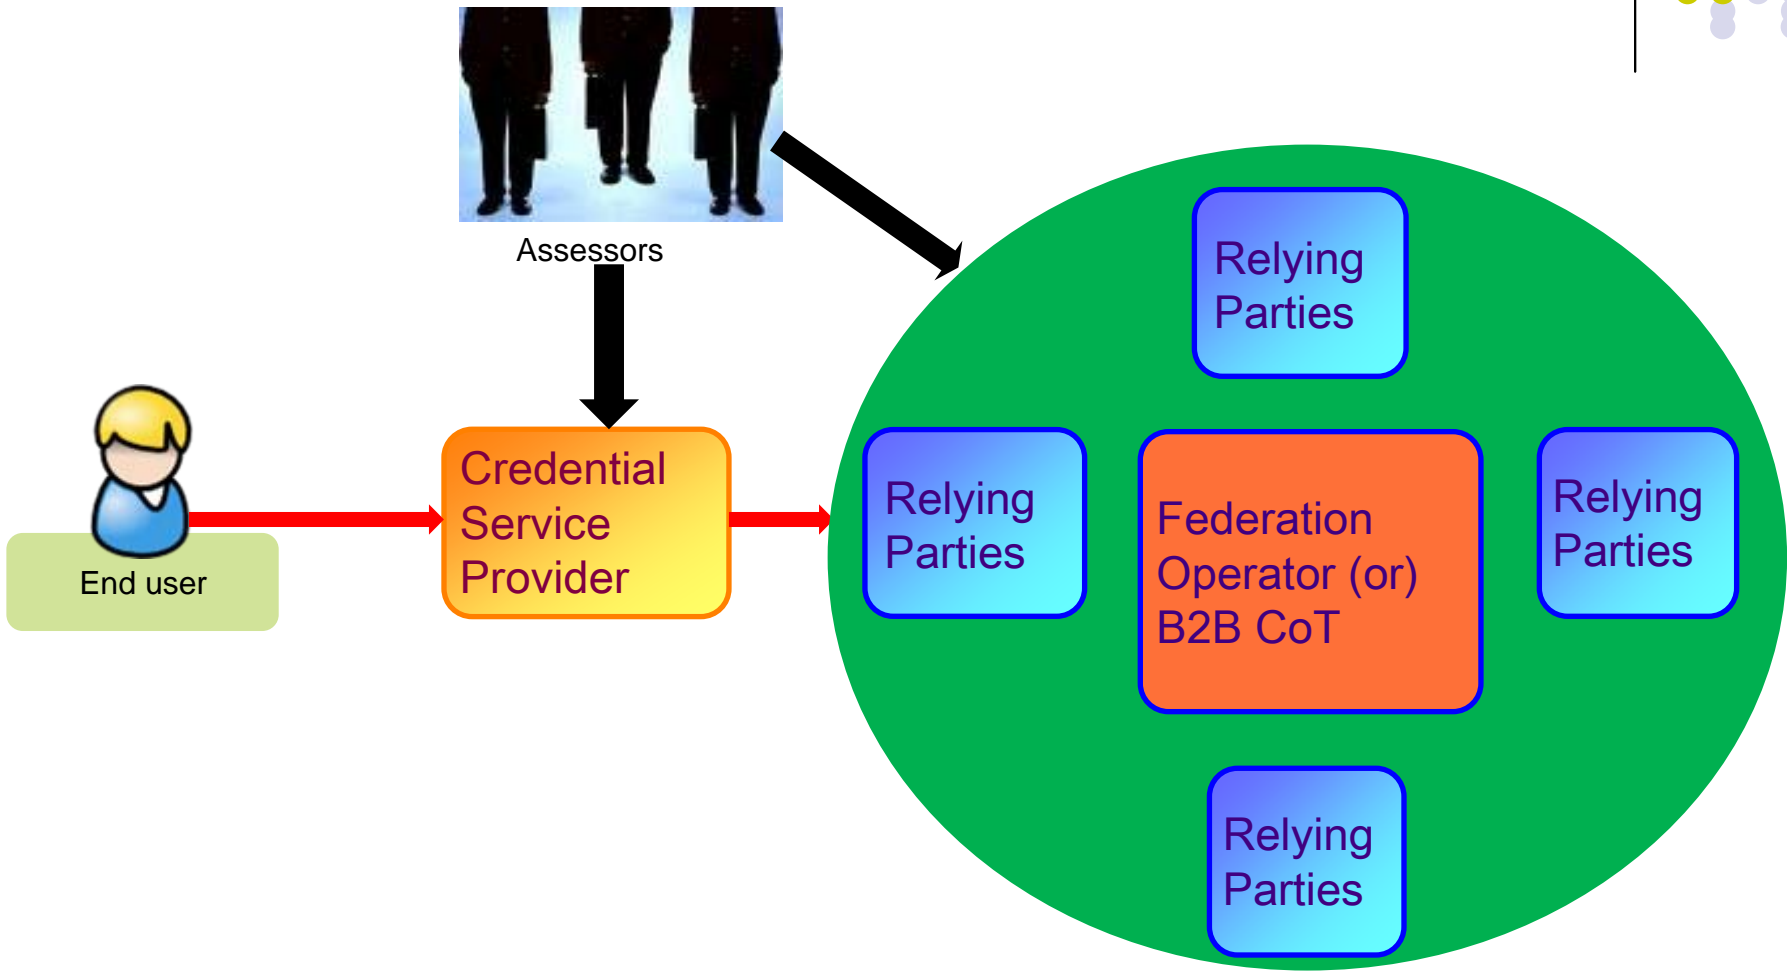 Assessors
End user
Credential
Service
Provider
Relying
Parties
Relying
Parties
Federation
Operator (or)
B2B CoT
Relying
Parties
Relying
Parties